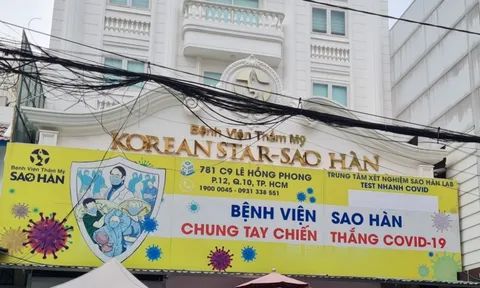 Bệnh Viện Thẩm Mỹ
KOREAN STAR-SAO HÀN
Bệnh Viện Thẩm Mỹ
SAO HÀN
781 C9 LÊ HỒNG PHONG
P.12, Q.10, TP. HCM
1900 0045 - 0931 338 551
TRUNG TÂM XÉT NGHIỆM SAO HÀN LAB
TEST NHANH COVID
BỆNH VIỆN SAO HÀN
CHUNG TAY CHIẾN THẮNG COVID-19